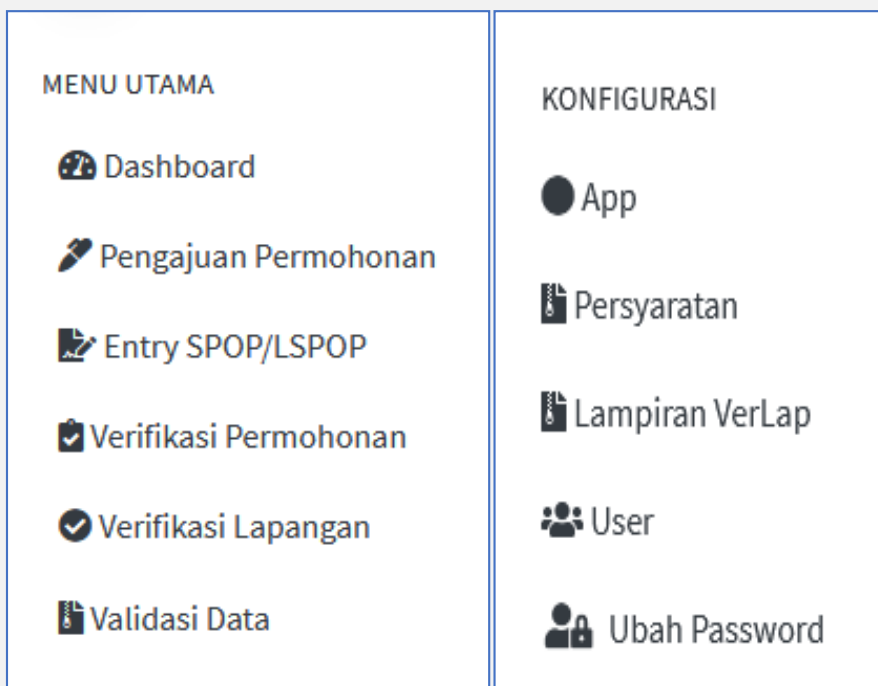 MENU UTAMA
Dashboard
Pengajuan Permohonan
Entry SPOP/LSPOP
Verifikasi Permohonan
Verifikasi Lapangan
Validasi Data
KONFIGURASI
App
Persyaratan
Lampiran VerLap
User
Ubah Password